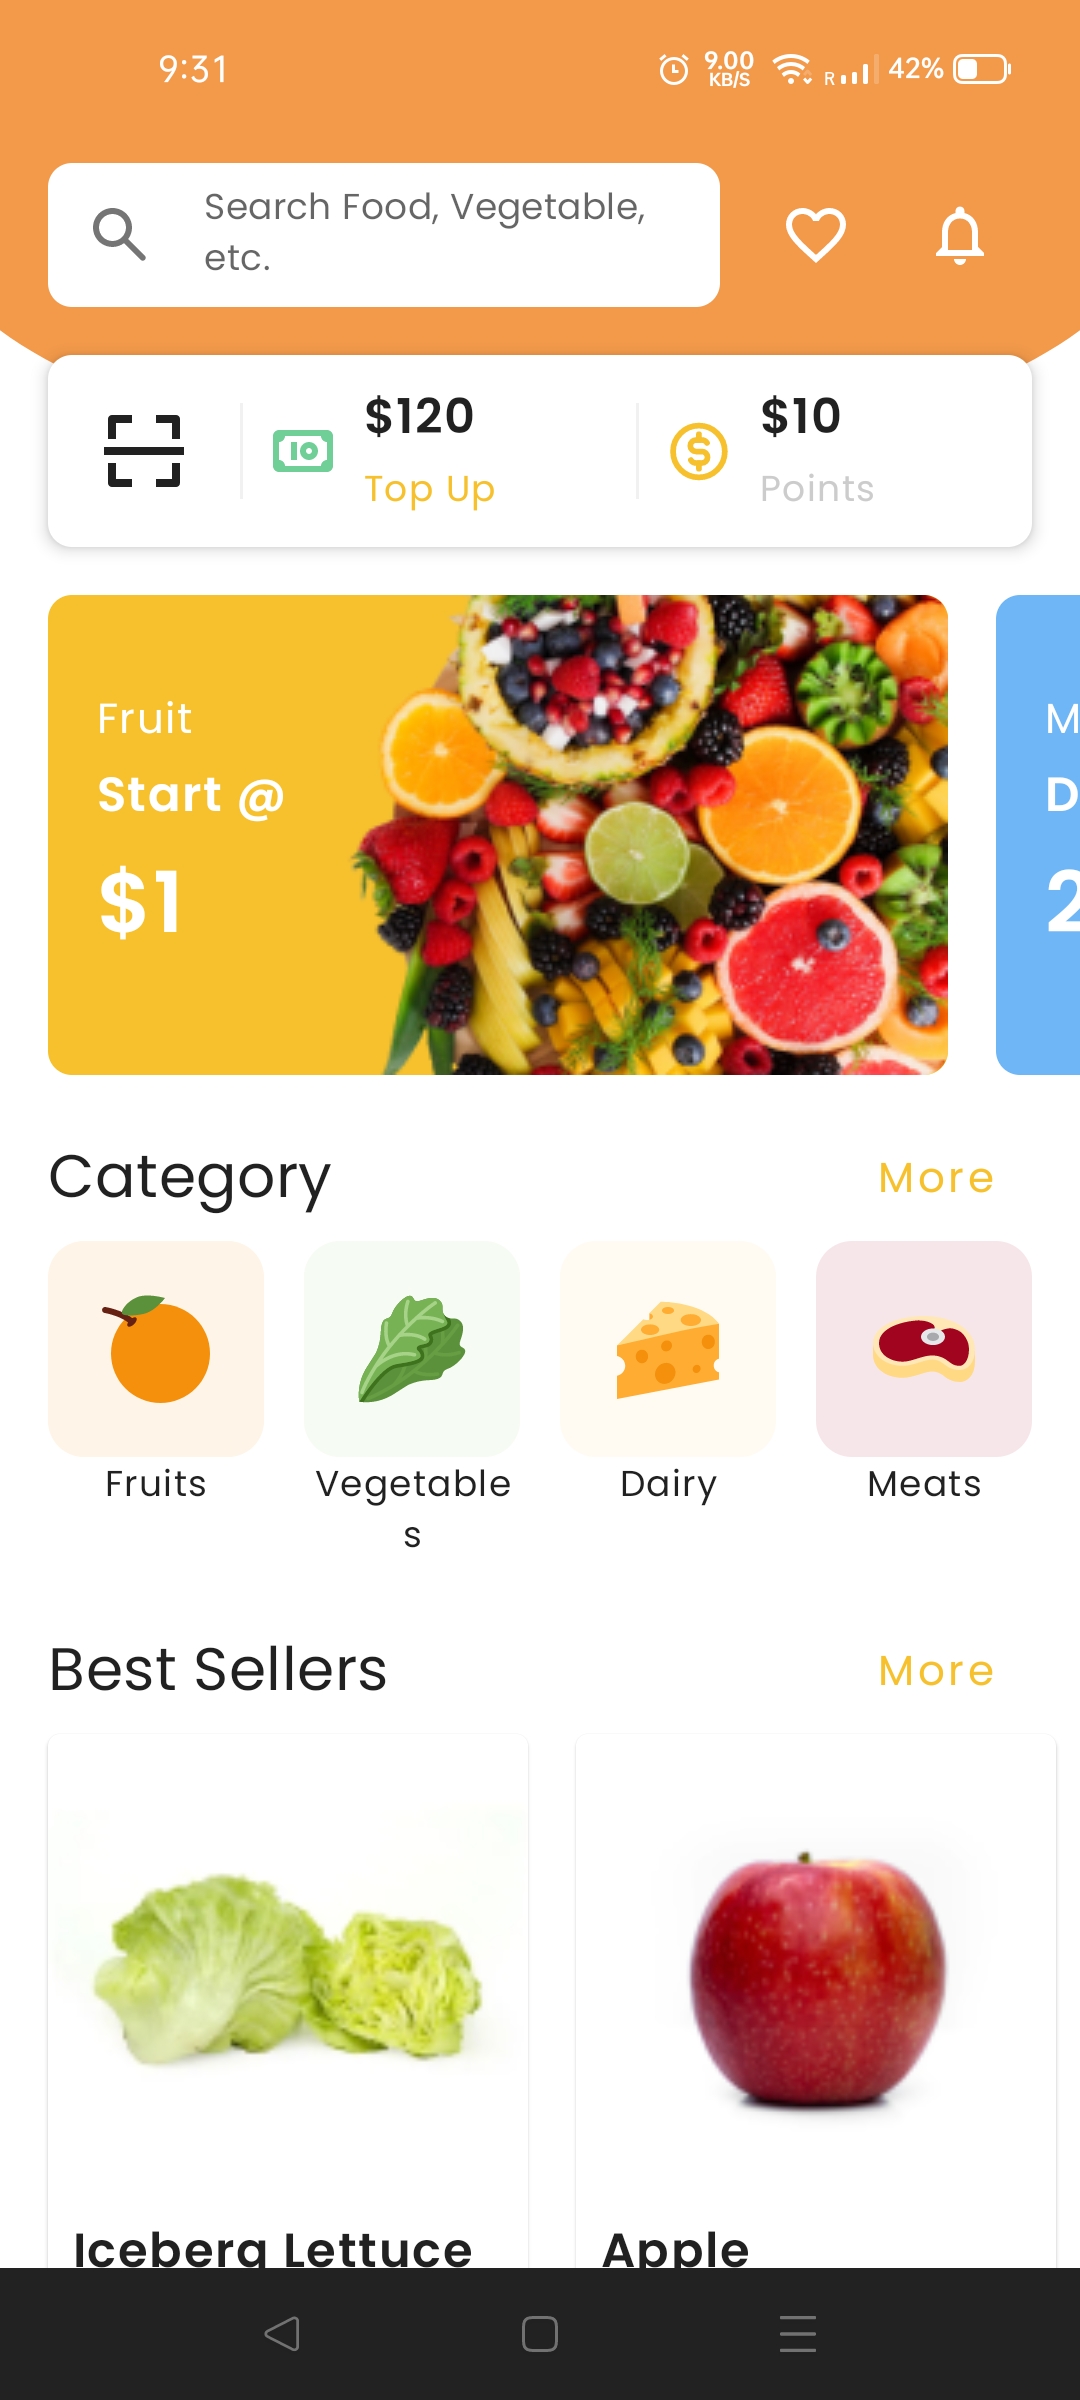 9:31
9.00
KB/S
R
42%
Search Food, Vegetable,
etc.
$120
Top Up
$10
Points
Fruit
Start @
$1
M
D
2
Category
More
Fruits
Vegetable
s
Dairy
Meats
Best Sellers
More
Iceberg Lettuce
Apple